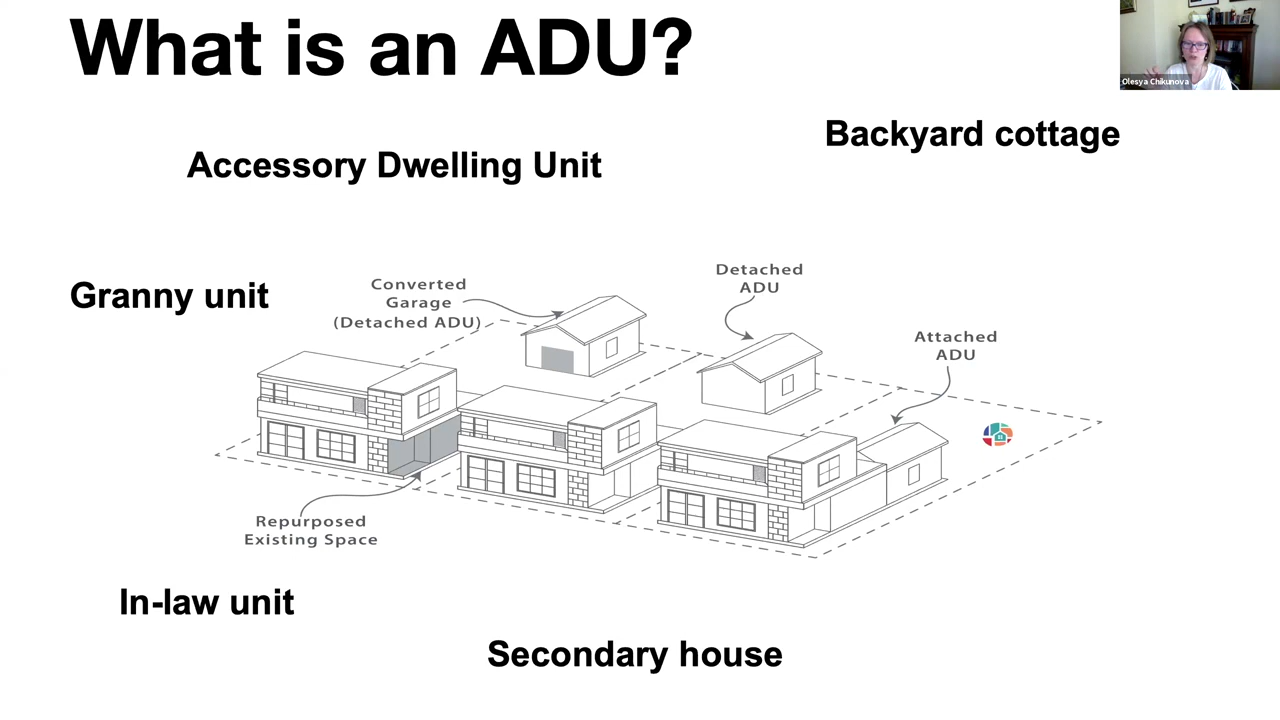 What is an ADU?
Olesya Chikunova
Backyard cottage
Accessory Dwelling Unit
Granny unit
Converted
Garage
(Detached ADU)
Detached
ADU
Attached
ADU
Repurposed
Existing Space
In-law unit
Secondary house